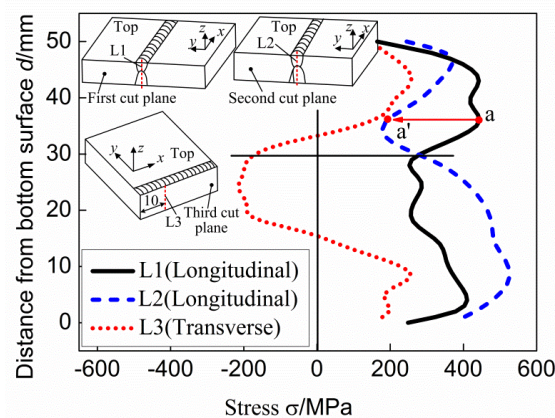 Distance from bottom surface d/mm
50
40
30
20
10
0
Top
L1
z
y
x
First cut plane
Top
L2
z
y
x
Second cut plane
z
y
x
Top
10
L3
Third cut
plane
a
a'
L1(Longitudinal)
L2(Longitudinal)
L3(Transverse)
-600 -400 -200 0 200 400 600
Stress σ/MPa